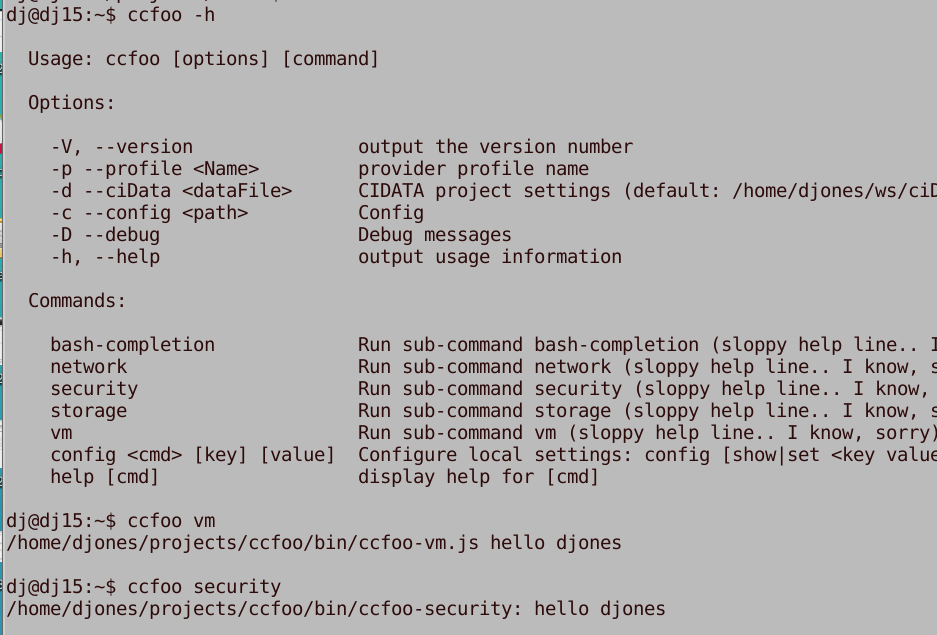 dj@dj15:~$ ccfoo -h
Usage: ccfoo [options] [command]
Options:
-V, --version output the version number
-p --profile <Name> provider profile name
-d --ciData <dataFile> CIDATA project settings (default: /home/djones/ws/ciD
-c --config <path> Config
-D --debug Debug messages
-h, --help output usage information
Commands:
bash-completion Run sub-command bash-completion (sloppy help line.. I
network Run sub-command network (sloppy help line.. I know, s
security Run sub-command security (sloppy help line.. I know,
storage Run sub-command storage (sloppy help line.. I know, s
vm Run sub-command vm (sloppy help line.. I know, sorry)
config <cmd> [key] [value] Configure local settings: config [show|set <key value
help [cmd] display help for [cmd]
dj@dj15:~$ ccfoo vm
/home/djones/projects/ccfoo/bin/ccfoo-vm.js hello djones
dj@dj15:~$ ccfoo security
/home/djones/projects/ccfoo/bin/ccfoo-security: hello djones